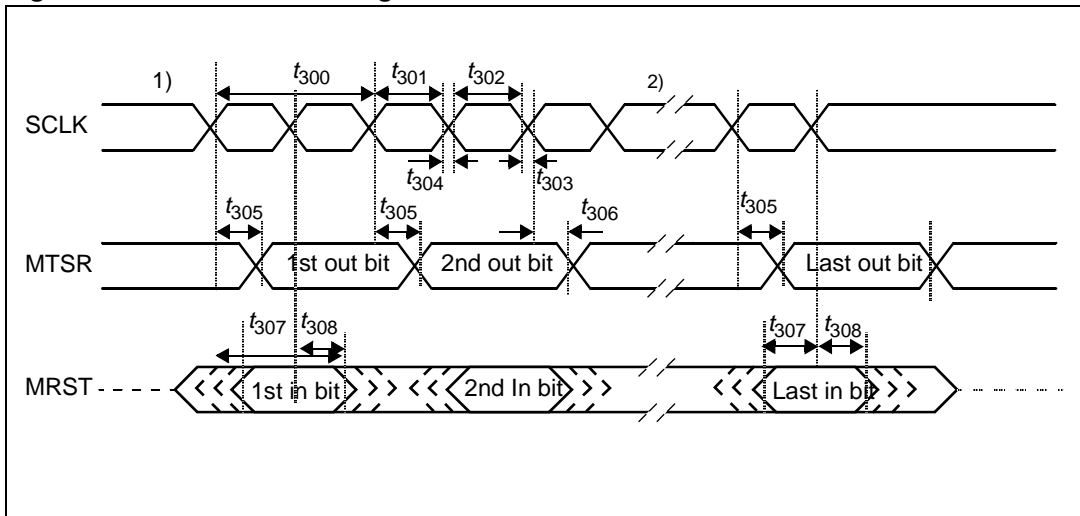 1)
t300
t301
t302
2)
SCLK
t304
t303
t305
t305
t306
t305
MTSR
1st out bit
2nd out bit
Last out bit
t307
t308
t307
t308
MRST
1st in bit
2nd In bit
Last in bit